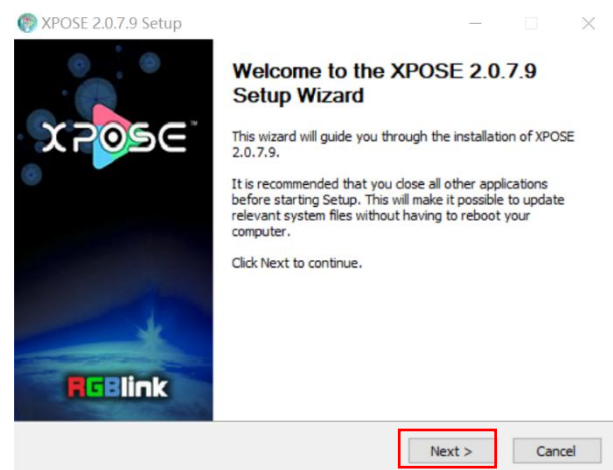 XPOSE 2.0.7.9 Setup
XPOSE™
RGBlink
Welcome to the XPOSE 2.0.7.9
Setup Wizard
This wizard will guide you through the installation of XPOSE
2.0.7.9.
It is recommended that you close all other applications
before starting Setup. This will make it possible to update
relevant system files without having to reboot your
computer.
Click Next to continue.
Next >
Cancel